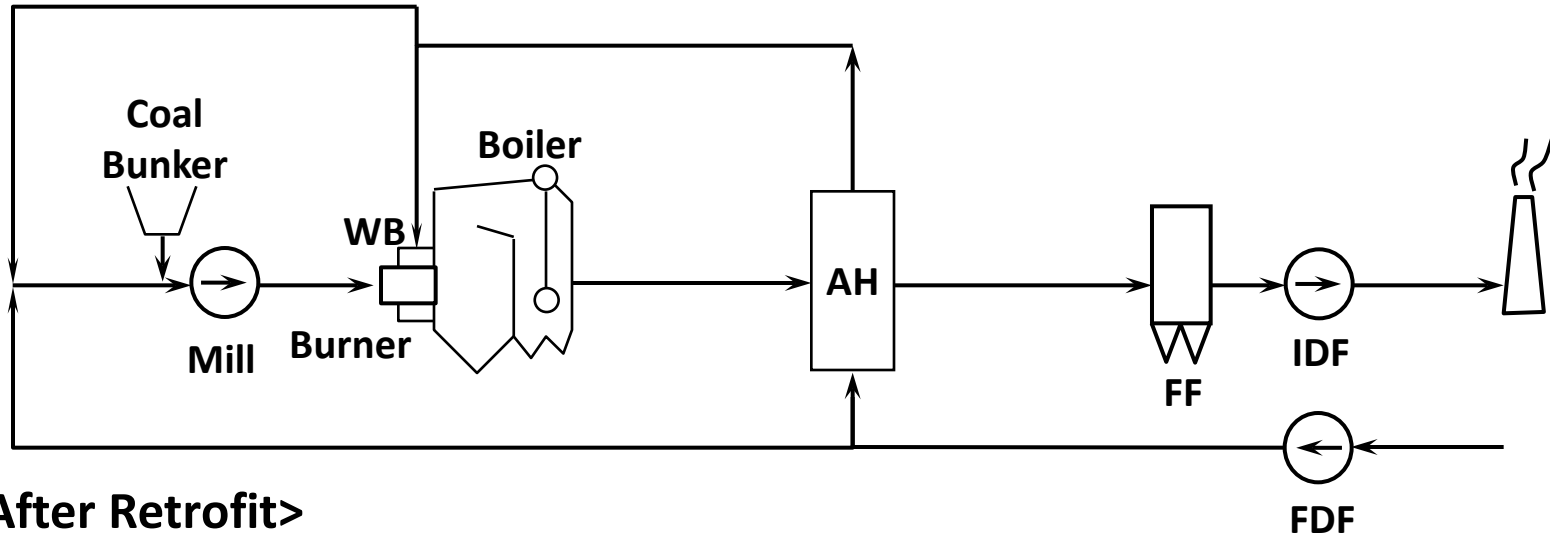 Coal
Bunker
Boiler
WB
AH
Burner
Mill
IDF
FF
After Retrofit>
FDF